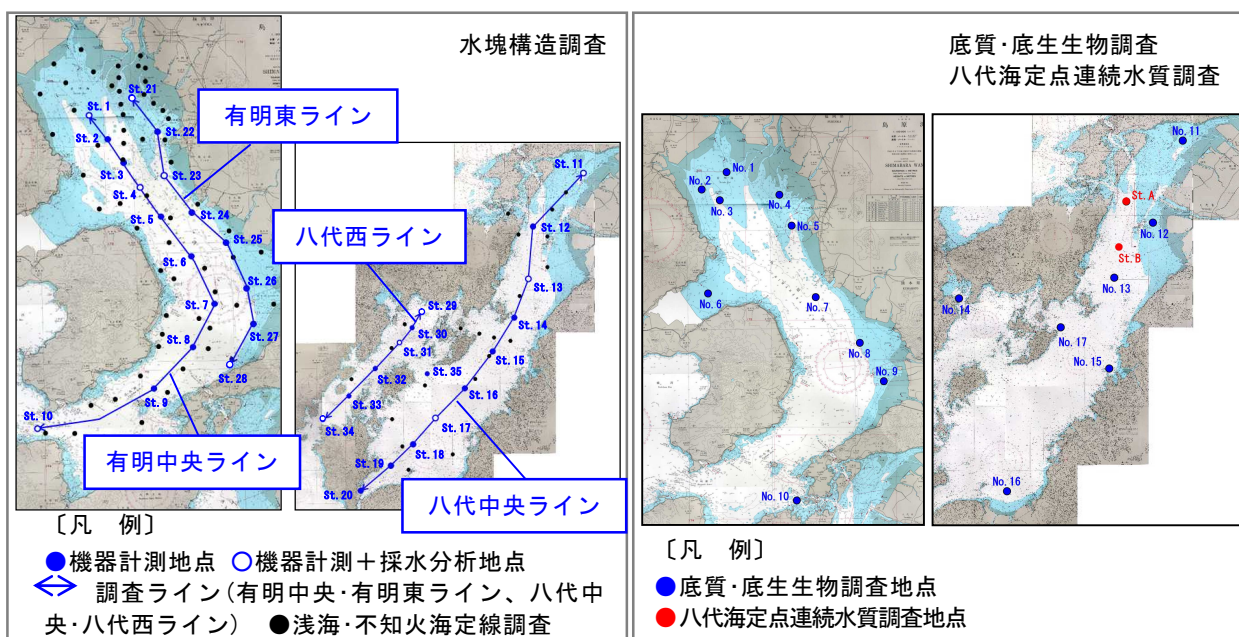 水塊構造調査
St. 1
St. 2
St. 3
St. 4
St. 5
St. 6
St. 7
St. 8
St. 9
St. 10
St. 21
St. 22
St. 23
St. 24
St. 25
St. 26
St. 27
St. 28
有明東ライン
有明中央ライン
St. 11
St. 12
St. 13
St. 14
St. 15
St. 16
St. 17
St. 18
St. 19
St. 20
St. 29
St. 30
St. 31
St. 32
St. 33
St. 34
St. 35
八代西ライン
八代中央ライン
〔凡 例〕
●機器計測地点 ○機器計測+採水分析地点
調査ライン(有明中央・有明東ライン、八代中
央・八代西ライン) ●浅海・不知火海定線調査
底質・底生生物調査
八代海定点連続水質調査
No. 1
No. 2
No. 3
No. 4
No. 5
No. 6
No. 7
No. 8
No. 9
No. 10
No. 11
St. A
No. 12
St. B
No. 13
No. 14
No. 17
No. 15
No. 16
〔凡 例〕
●底質・底生生物調査地点
●八代海定点連続水質調査地点